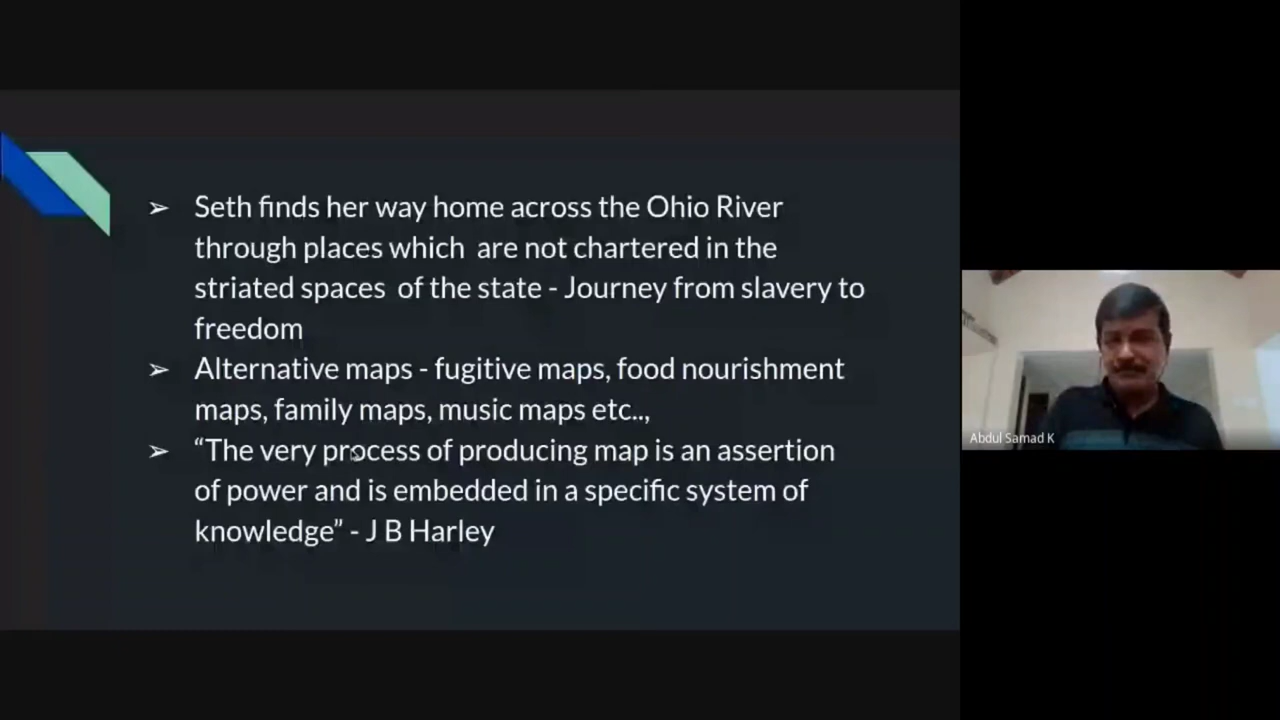 ➢ Seth finds her way home across the Ohio River
through places which are not chartered in the
striated spaces of the state - Journey from slavery to
freedom
➢ Alternative maps - fugitive maps, food nourishment
maps, family maps, music maps etc..,
➢ “The very process of producing map is an assertion
of power and is embedded in a specific system of
knowledge” - J B Harley
Abdul Samad K